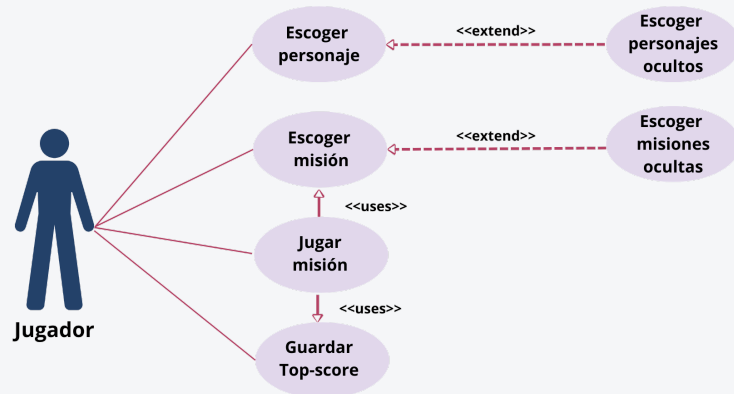 Escoger
personaje
<<extend>>
Escoger
personajes
ocultos
Escoger
misión
<<extend>>
Escoger
misiones
ocultas
<<uses>>
Jugar
misión
<<uses>>
Jugador
Guardar
Top-score